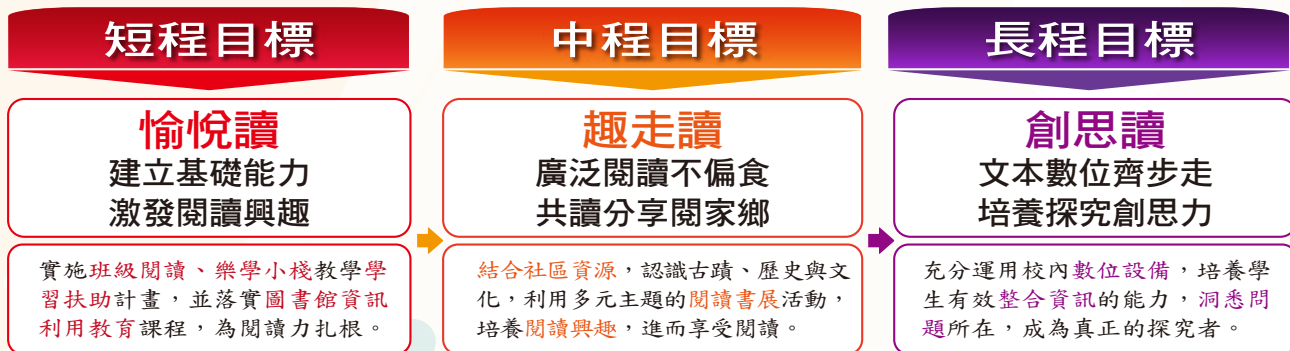 短程目標
愉悅讀
建立基礎能力
激發閱讀興趣
實施班級閱讀、樂學小棧教學學
習扶助計畫，並落實圖書館資訊
利用教育課程，為閱讀力扎根。
中程目標
趣走讀
廣泛閱讀不偏食
共讀分享閱家鄉
結合社區資源，認識古蹟、歷史與文
化，利用多元主題的閱讀書展活動，
培養閱讀興趣，進而享受閱讀。
長程目標
創思讀
文本數位齊步走
培養探究創思力
充分運用校內數位設備，培養學
生有效整合資訊的能力，洞悉問
題所在，成為真正的探究者。